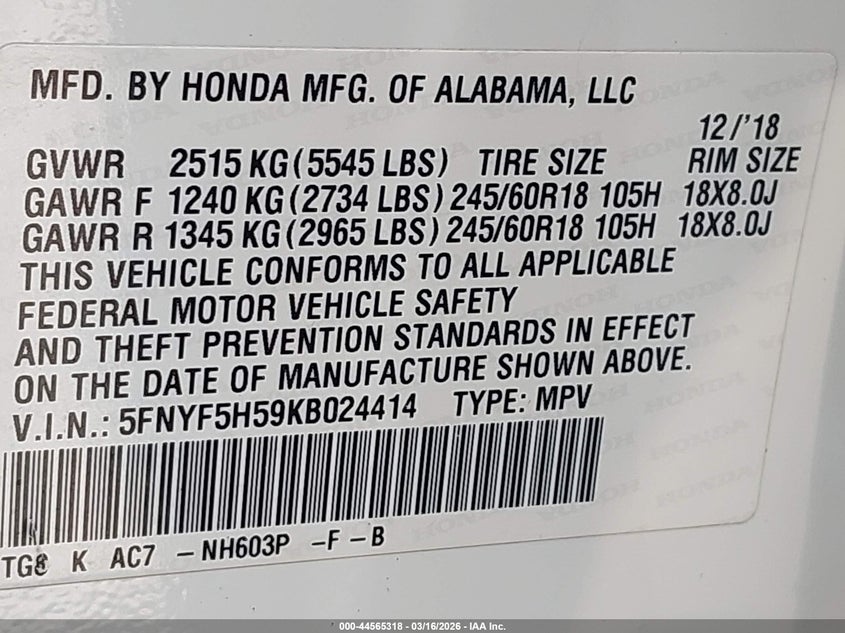 MFD. BY HONDA MFG. OF ALABAMA, LLC
12/'18
GVWR 2515 KG (5545 LBS) TIRE SIZE RIM SIZE
GAWR F 1240 KG (2734 LBS) 245/60R18 105H 18X8.0J
GAWR R 1345 KG (2965 LBS) 245/60R18 105H 18X8.0J
THIS VEHICLE CONFORMS TO ALL APPLICABLE
FEDERAL MOTOR VEHICLE SAFETY
AND THEFT PREVENTION STANDARDS IN EFFECT
ON THE DATE OF MANUFACTURE SHOWN ABOVE.
V.I.N.: 5FNYF5H59KB024414 TYPE: MPV
TG8 K AC7 – NH603P – F – B
000-44565318 - 03/16/2026 - IAA Inc.